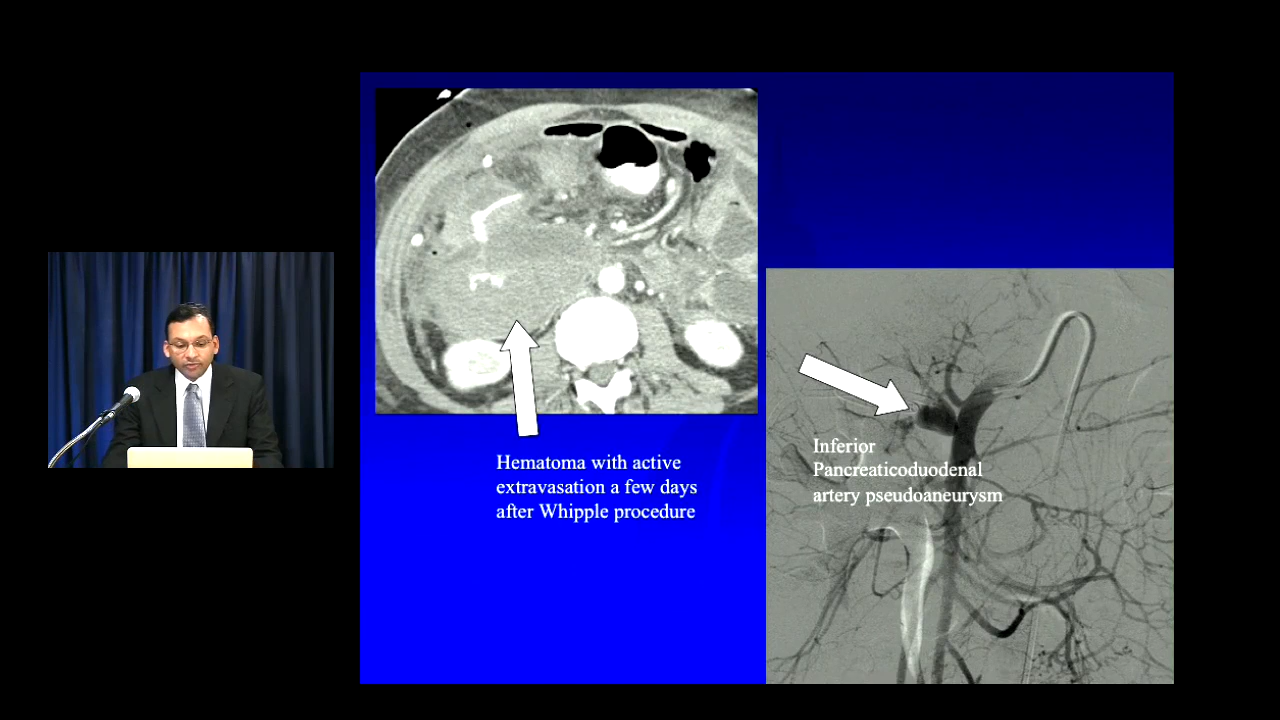 Hematoma with active
extravasation a few days
after Whipple procedure
Inferior
Pancreaticoduodenal
artery pseudoaneurysm